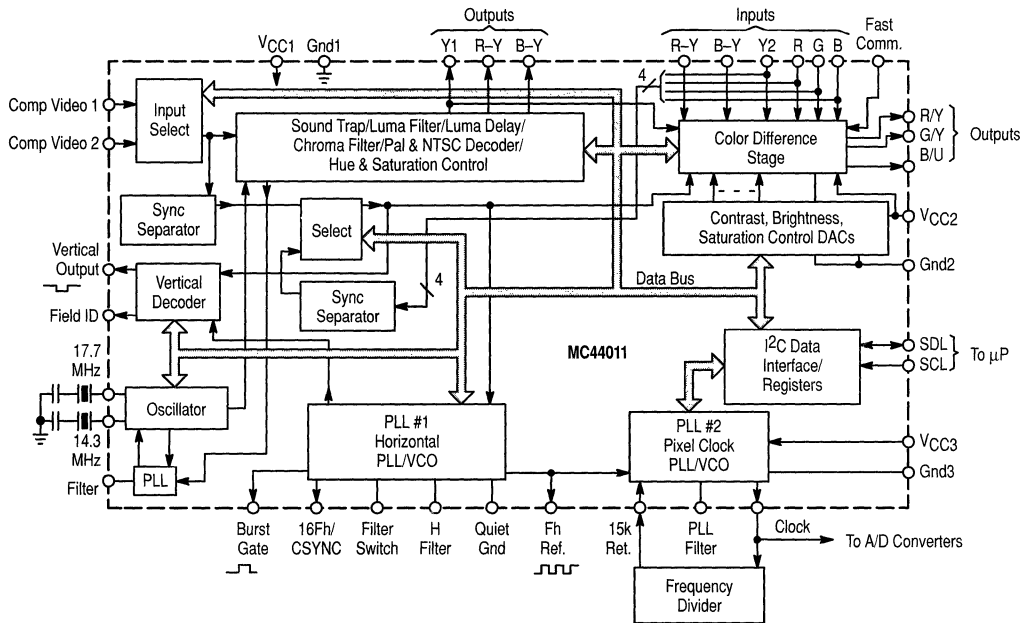 Outputs
Inputs
VCC1
Gnd1
Y1
R–Y
B–Y
R–Y
B–Y
Y2
R
G
B
Fast
Comm.
4
Comp Video 1
Comp Video 2
Input
Select
Sound Trap/Luma Filter/Luma Delay/
Chroma Filter/Pal & NTSC Decoder/
Hue & Saturation Control
Color Difference
Stage
R/Y
G/Y
B/U
Outputs
Sync
Separator
Select
Contrast, Brightness,
Saturation Control DACs
VCC2
Gnd2
Vertical
Output
Vertical
Decoder
Field ID
4
Sync
Separator
Data Bus
MC44011
I2C Data
Interface/
Registers
SDL
SCL
To µP
17.7
MHz
Oscillator
14.3
MHz
PLL
Filter
PLL #1
Horizontal
PLL/VCO
PLL #2
Pixel Clock
PLL/VCO
VCC3
Gnd3
Burst
Gate
16Fh/
CSYNC
Filter
Switch
H
Filter
Quiet
Gnd
Fh
Ref.
15k
Ret.
PLL
Filter
Clock
To A/D Converters
Frequency
Divider